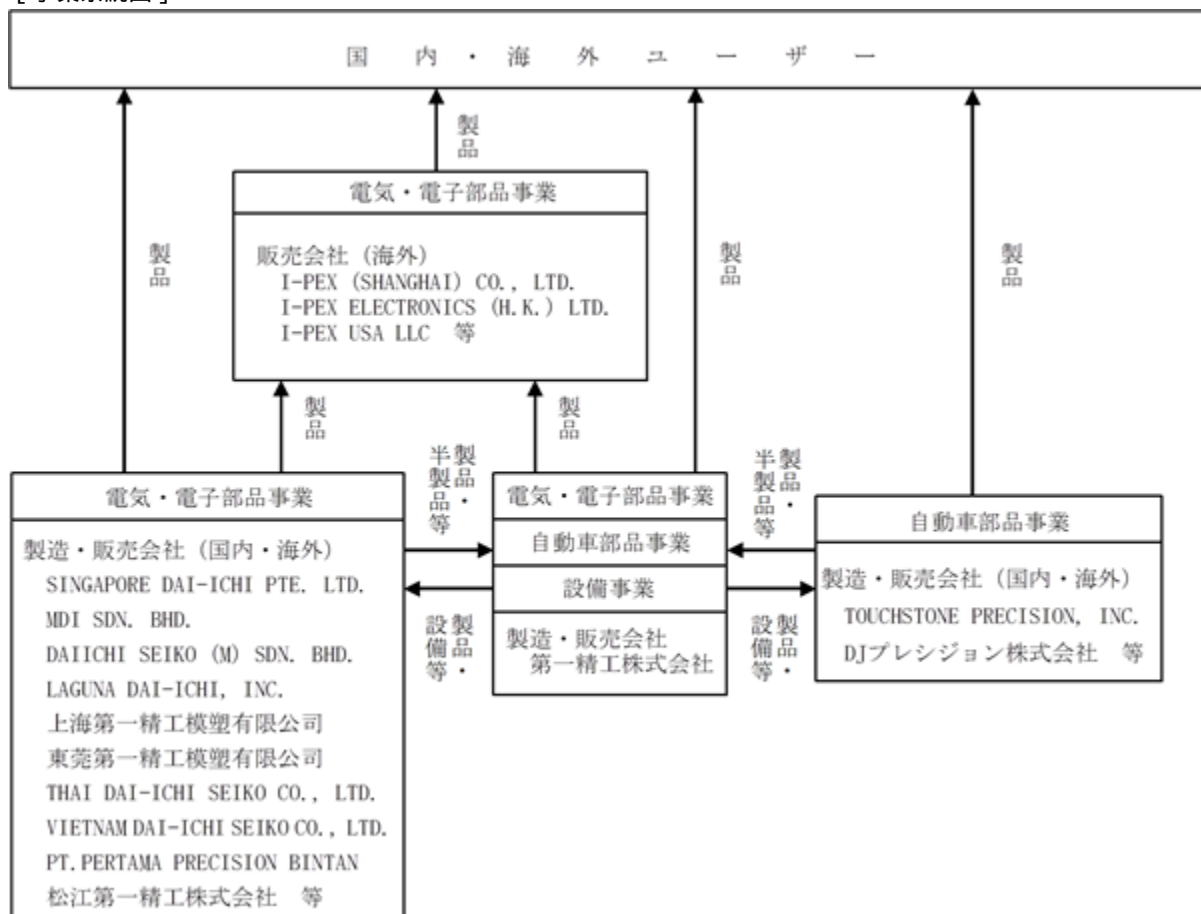 [事業系統図]
国内・海外ユーザー
製品
電気・電子部品事業
販売会社（海外）
I-PEX (SHANGHAI) CO., LTD.
I-PEX ELECTRONICS (H.K.) LTD.
I-PEX USA LLC 等
製品
製品
製品
製品
製品
製品・
半製品等
製品・
半製品等
電気・電子部品事業
製造・販売会社（国内・海外）
SINGAPORE DAI-ICHI PTE. LTD.
MDI SDN. BHD.
DAIICHI SEIKO (M) SDN. BHD.
LAGUNA DAI-ICHI, INC.
上海第一精工模塑有限公司
東莞第一精工模塑有限公司
THAI DAI-ICHI SEIKO CO., LTD.
VIETNAM DAI-ICHI SEIKO CO., LTD.
PT.PERTAMA PRECISION BINTAN
松江第一精工株式会社 等
製品・
設備等
電気・電子部品事業
自動車部品事業
設備事業
製造・販売会社
第一精工株式会社
製品・
設備等
自動車部品事業
製造・販売会社（国内・海外）
TOUCHSTONE PRECISION, INC.
DJプレシジョン株式会社 等